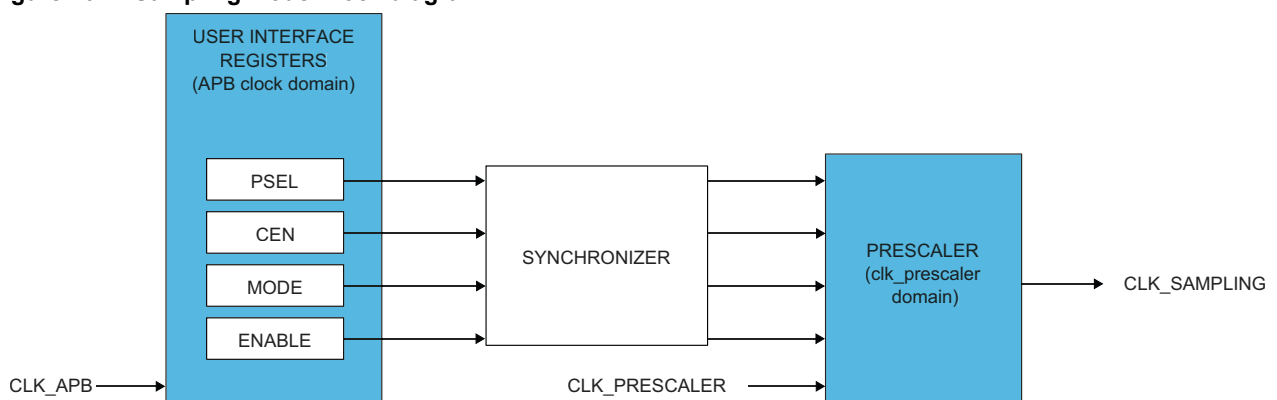 USER INTERFACE
REGISTERS
(APB clock domain)
PSEL
CEN
MODE
ENABLE
CLK_APB
SYNCHRONIZER
PRESCALER
(clk_prescaler
domain)
CLK_SAMPLING
CLK_PRESCALER